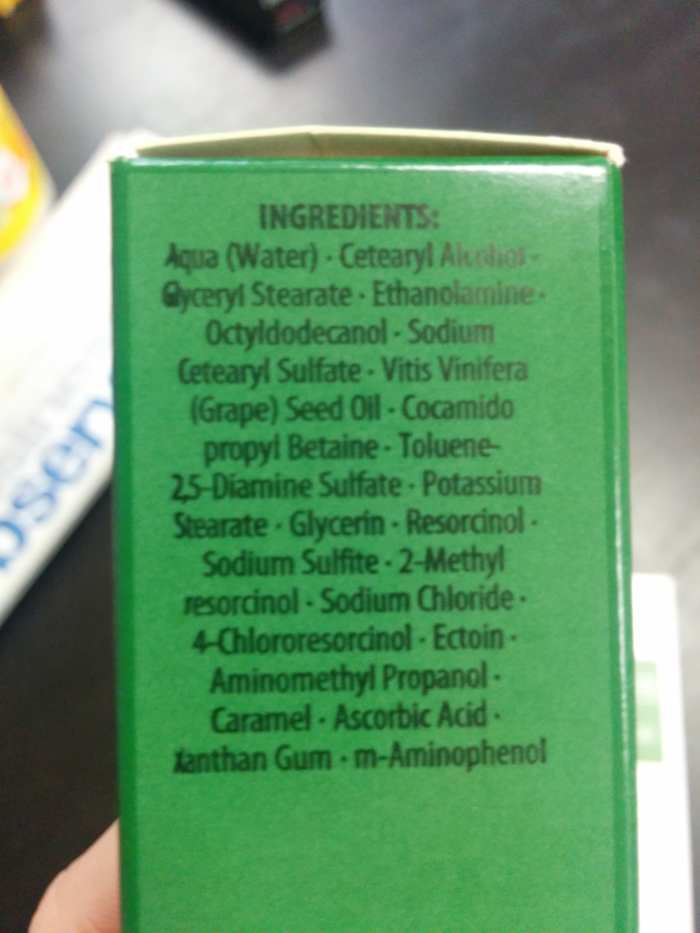 INGREDIENTS:
Aqua (Water) · Cetearyl Alcohol ·
Glyceryl Stearate · Ethanolamine ·
Octyldodecanol · Sodium
Cetearyl Sulfate · Vitis Vinifera
(Grape) Seed Oil · Cocamido
propyl Betaine · Toluene-
2,5-Diamine Sulfate · Potassium
Stearate · Glycerin · Resorcinol ·
Sodium Sulfite · 2-Methyl
resorcinol · Sodium Chloride ·
4-Chlororesorcinol · Ectoin ·
Aminomethyl Propanol ·
Caramel · Ascorbic Acid ·
Xanthan Gum · m-Aminophenol